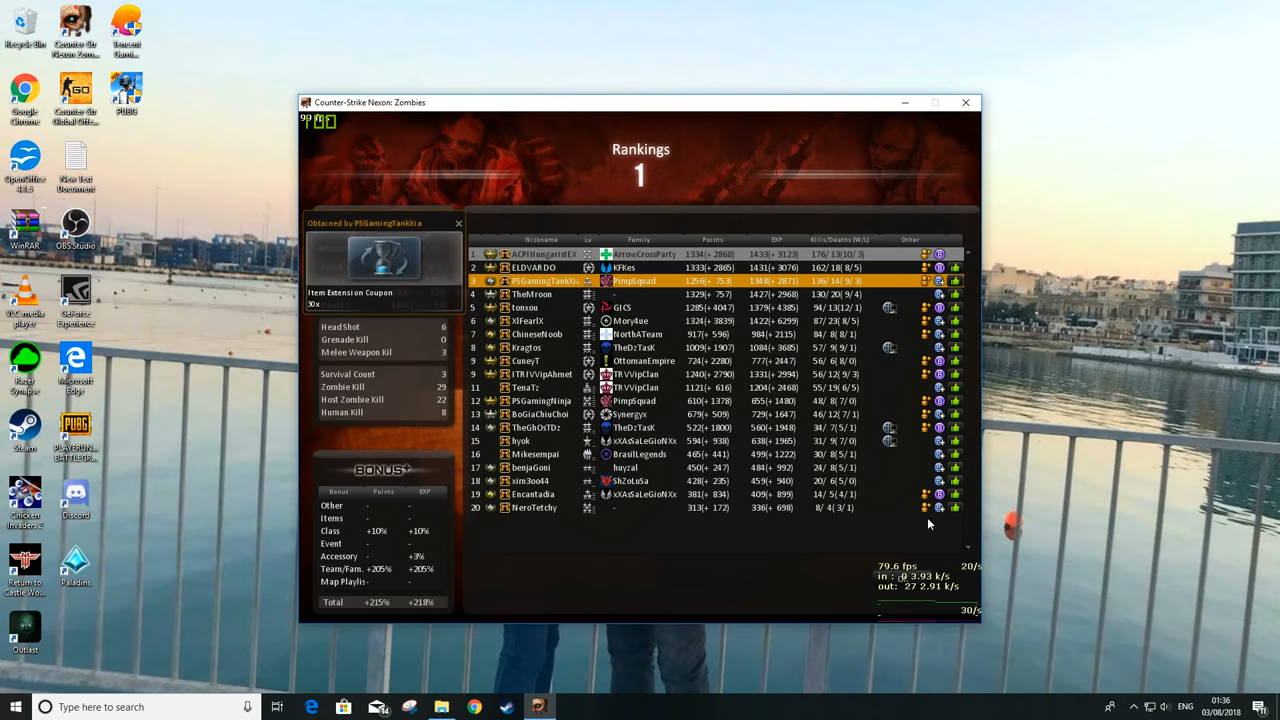 Recycle Bin
Counter-Str Nexon Zom...
Tencent Gami...
Google Chrome
Counter-Str Global Offe...
PUBG
OpenOffice 4.1.5
New Text Document
WinRAR
OBS Studio
VLC media player
GeForce Experience
Razer Synapse
Microsoft Edge
Steam
PLAYERUN... BATTLEGR...
Chicken Invaders 2
Discord
Return to Castle Wo...
Paladins
Outlast
Counter-Strike Nexon: Zombies
Rankings
1
Obtained by PSGamingTankXia
Item Extension Coupon
30x
HeadShot 6
Grenade Kill 0
Melee Weapon Kil 3
Survival Count 3
Zombie Kill 29
Host Zombie Kill 22
Human Kill 8
BONUS+
Bonus Points EXP
Other - -
Items - -
Class +10% +10%
Event - -
Accessory - +3%
Team/Fam. +205% +205%
Map Playlis- -
Total +215% +218%
Nickname Lv Family Points EXP Kills/Deaths (W/L) Other
1 ACPIHungaristEX ArrowCrossParty 1334(+ 2868) 1433(+ 3123) 176/ 13(10/ 3)
2 ELDVARDO KFKes 1333(+ 2865) 1431(+ 3076) 162/ 18( 8/ 5)
3 PSGamingTankXi: PimpSquad 1256(+ 753) 1348(+ 2871) 136/ 14( 9/ 3)
4 TheMroon - 1329(+ 757) 1427(+ 2968) 130/ 20( 9/ 4)
5 tonxou GICS 1285(+ 4047) 1379(+ 4385) 94/ 13(12/ 1)
6 XlFearlX Mory4ue 1324(+ 3839) 1422(+ 6299) 87/ 23( 8/ 5)
7 ChineseNoob NorthATeam 917(+ 596) 984(+ 2115) 84/ 8( 8/ 1)
8 Kragtos TheDzTasK 1009(+ 1907) 1084(+ 3685) 57/ 9( 9/ 1)
9 CuneyT OttomanEmpire 724(+ 2280) 777(+ 2447) 56/ 6( 8/ 0)
9 ITRIVVipAhmet TRVVipClan 1240(+ 2790) 1331(+ 2994) 56/ 12( 9/ 3)
11 TenaTz TRVVipClan 1121(+ 616) 1204(+ 2468) 55/ 19( 6/ 5)
12 PSGamingNinja PimpSquad 610(+ 1378) 655(+ 1480) 48/ 8( 7/ 0)
13 BoGiaChiuChoi Synergyx 679(+ 509) 729(+ 1647) 46/ 12( 7/ 1)
14 TheGhOsTDz TheDzTasK 522(+ 1800) 560(+ 1948) 34/ 7( 5/ 1)
15 hyok xXAsSaLeGioNXx 594(+ 938) 638(+ 1965) 31/ 9( 7/ 0)
16 Mikesempai BrasilLegends 465(+ 441) 499(+ 1222) 30/ 8( 5/ 1)
17 benjaGoni huyzal 450(+ 247) 484(+ 992) 24/ 8( 5/ 1)
18 xim3oo44 ShZoLuSa 428(+ 235) 459(+ 940) 20/ 6( 5/ 0)
19 Encantadia xXAsSaLeGioNXx 381(+ 834) 409(+ 899) 14/ 5( 4/ 1)
20 NeroTetchy - 313(+ 172) 336(+ 698) 8/ 4( 3/ 1)
79.6 fps 20/s
in : 3.93 k/s
out: 27 2.91 k/s
30/s
Type here to search
14
01:36
03/08/2018
11